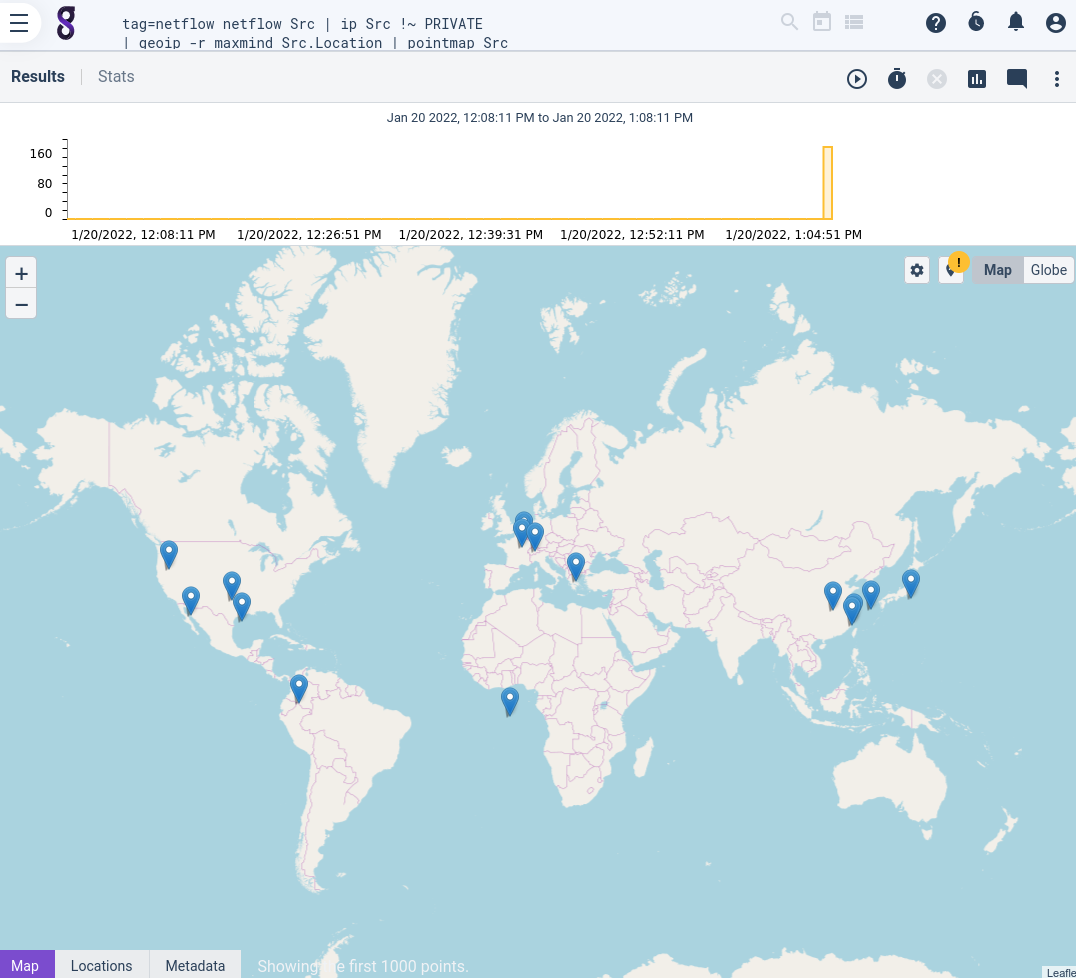 tag=netflow netflow Src | ip Src !~ PRIVATE
| geoip -r maxmind Src.Location | pointmap Src
Results
Stats
Jan 20 2022, 12:08:11 PM to Jan 20 2022, 1:08:11 PM
160
80
0
1/20/2022, 12:08:11 PM 1/20/2022, 12:26:51 PM 1/20/2022, 12:39:31 PM 1/20/2022, 12:52:11 PM 1/20/2022, 1:04:51 PM
+
−
!
Map Globe
Map Locations Metadata Showing the first 1000 points.
Leafle